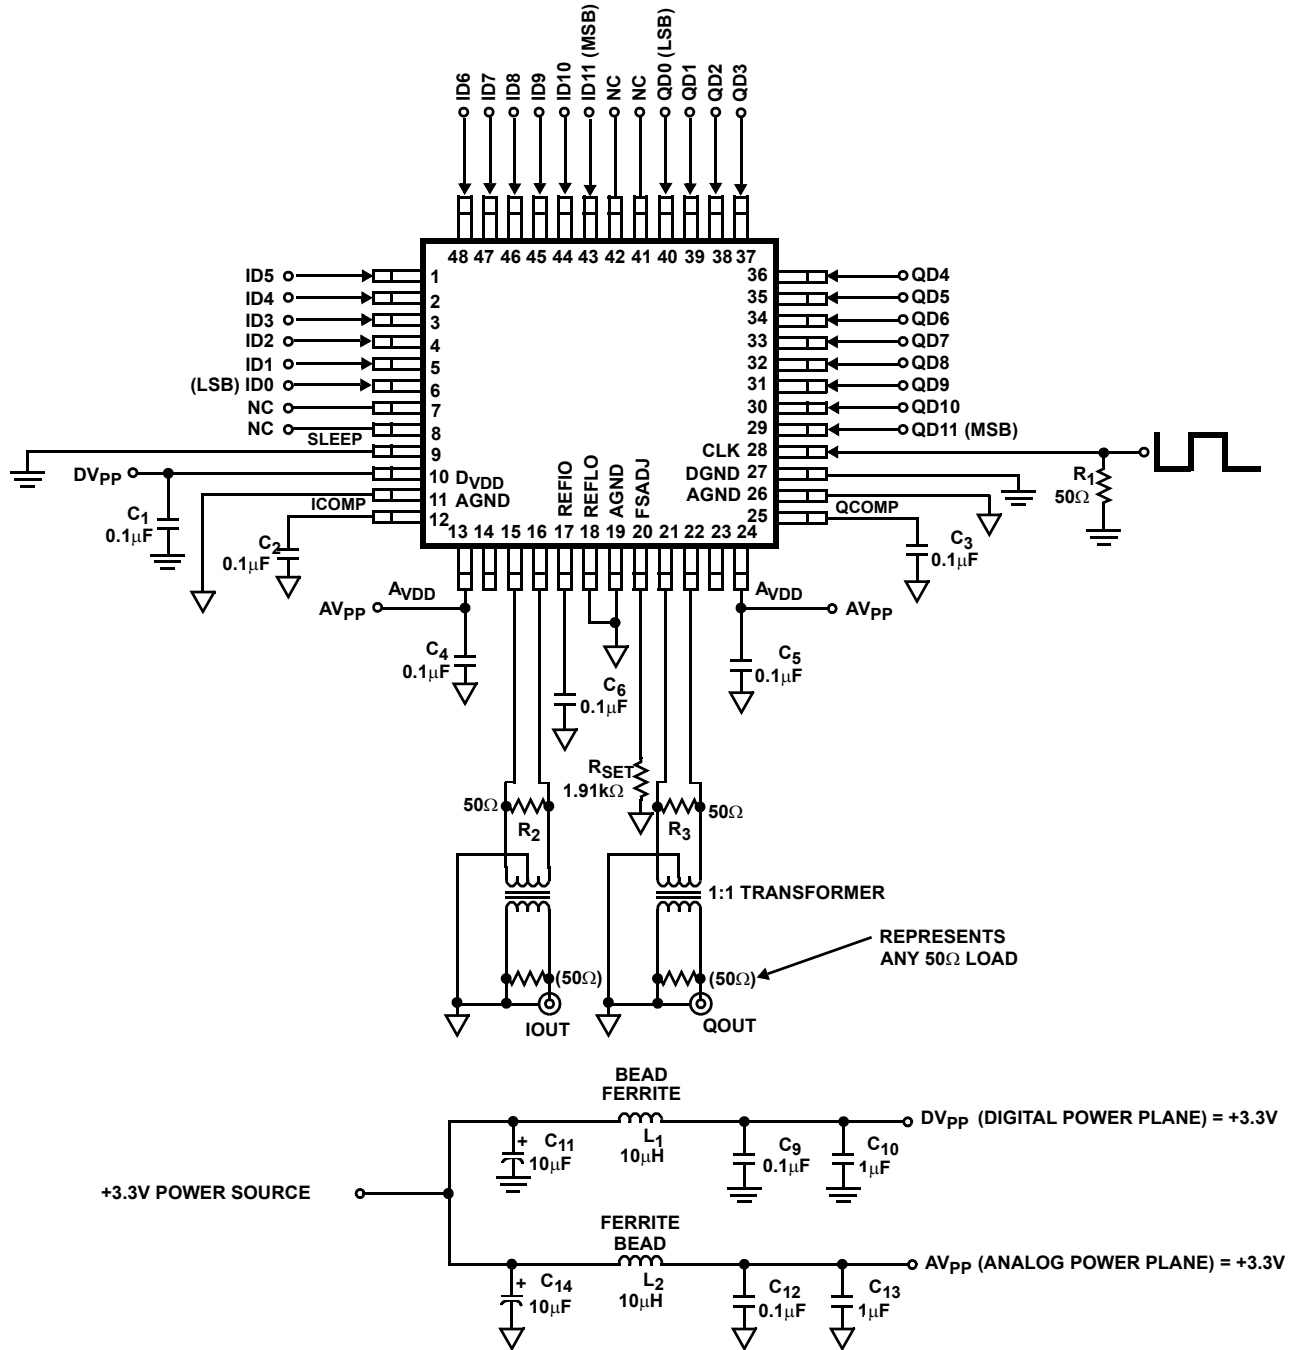 ID6
ID7
ID8
ID9
ID10
ID11 (MSB)
NC
NC
QD0 (LSB)
QD1
QD2
QD3
48 47 46 45 44 43 42 41 40 39 38 37
ID5
ID4
ID3
ID2
ID1
(LSB) ID0
NC
NC
SLEEP
DVPP
ICOMP
1
2
3
4
5
6
7
8
9
10 DVDD
11 AGND
12
36
35
34
33
32
31
30
29
CLK 28
DGND 27
AGND 26
25
QD4
QD5
QD6
QD7
QD8
QD9
QD10
QD11 (MSB)
QCOMP
R1
50Ω
REFIO
REFLO
AGND
FSADJ
13 14 15 16 17 18 19 20 21 22 23 24
C1
0.1μF
C2
0.1μF
C3
0.1μF
AVDD
AVPP
AVDD
AVPP
C4
0.1μF
C6
0.1μF
C5
0.1μF
RSET
1.91kΩ
50Ω
R2
R3
50Ω
1:1 TRANSFORMER
REPRESENTS
ANY 50Ω LOAD
(50Ω)
(50Ω)
IOUT
QOUT
BEAD
FERRITE
DVPP (DIGITAL POWER PLANE) = +3.3V
+
C11
10μF
L1
10μH
C9
0.1μF
C10
1μF
+3.3V POWER SOURCE
FERRITE
BEAD
AVPP (ANALOG POWER PLANE) = +3.3V
+
C14
10μF
L2
10μH
C12
0.1μF
C13
1μF